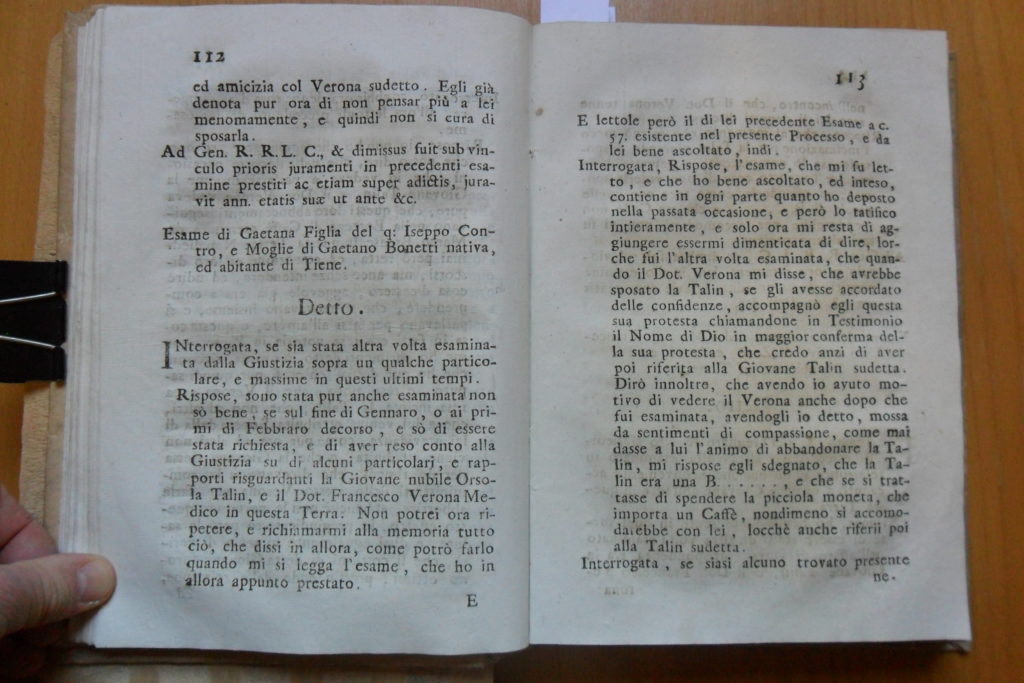 112
ed amicizia col Verona sudetto. Egli già
denota pur ora di non pensar più a lei
menomamente, e quindi non si cura di
sposarla.
Ad Gen. R. R. L. C., & dimissus fuit sub vin-
culo prioris juramenti in precedenti esa-
mine prestiti ac etiam super adictis, jura-
vit ann. etatis suæ ut ante &c.
Esame di Gaetana Figlia del q: Iseppo Con-
tro, e Moglie di Gaetano Bonetti nativa,
ed abitante di Tiene.
Detto.
INterrogata, se sia stata altra volta esamina-
ta dalla Giustizia sopra un qualche partico-
lare, e massime in questi ultimi tempi.
Rispose, sono stata pur anche esaminata non
sò bene, se sul fine di Gennaro, o ai pri-
mi di Febbraro decorso, e sò di essere
stata richiesta, e di aver reso conto alla
Giustizia su di alcuni particolari, e rap-
porti risguardanti la Giovane nubile Orso-
la Talin, e il Dot. Francesco Verona Me-
dico in questa Terra. Non potrei ora ri-
petere, e richiamarmi alla memoria tutto
ciò, che dissi in allora, come potrò farlo
quando mi si legga l'esame, che ho in
allora appunto prestato.
E
113
E lettole però il di lei precedente Esame a c.
57. esistente nel presente Processo, e da
lei bene ascoltato, indi.
Interrogata, Rispose, l'esame, che mi fu let-
to, e che ho bene ascoltato, ed inteso,
contiene in ogni parte quanto ho deposto
nella passata occasione, e però lo tatifico
intieramente, e solo ora mi resta di ag-
giungere essermi dimenticata di dire, lor-
che fui l'altra volta esaminata, che quan-
do il Dot. Verona mi disse, che avrebbe
sposato la Talin, se gli avesse accordato
delle confidenze, accompagnò egli questa
sua protesta chiamandone in Testimonio
il Nome di Dio in maggior conferma del-
la sua protesta, che credo anzi di aver
poi riferita alla Giovane Talin sudetta.
Dirò innoltre, che avendo io avuto mo-
tivo di vedere il Verona anche dopo che
fui esaminata, avendogli io detto, mossa
da sentimenti di compassione, come mai
dasse a lui l'animo di abbandonare la Ta-
lin, mi rispose egli sdegnato, che la Ta-
lin era una B. . . . . . ., e che se si trat-
tasse di spendere la picciola moneta, che
importa un Caffè, nondimeno si accomo-
darebbe con lei, locchè anche riferii poi
alla Talin sudetta.
Interrogata, se siasi alcuno trovato presente
ne-